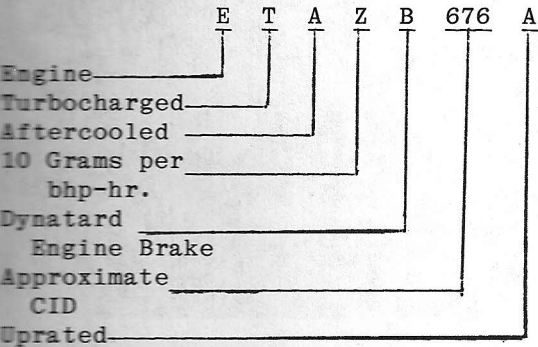 E T A Z B 676 A
Engine
Turbocharged
Aftercooled
10 Grams per
bhp-hr.
Dynatard
Engine Brake
Approximate
CID
Uprated